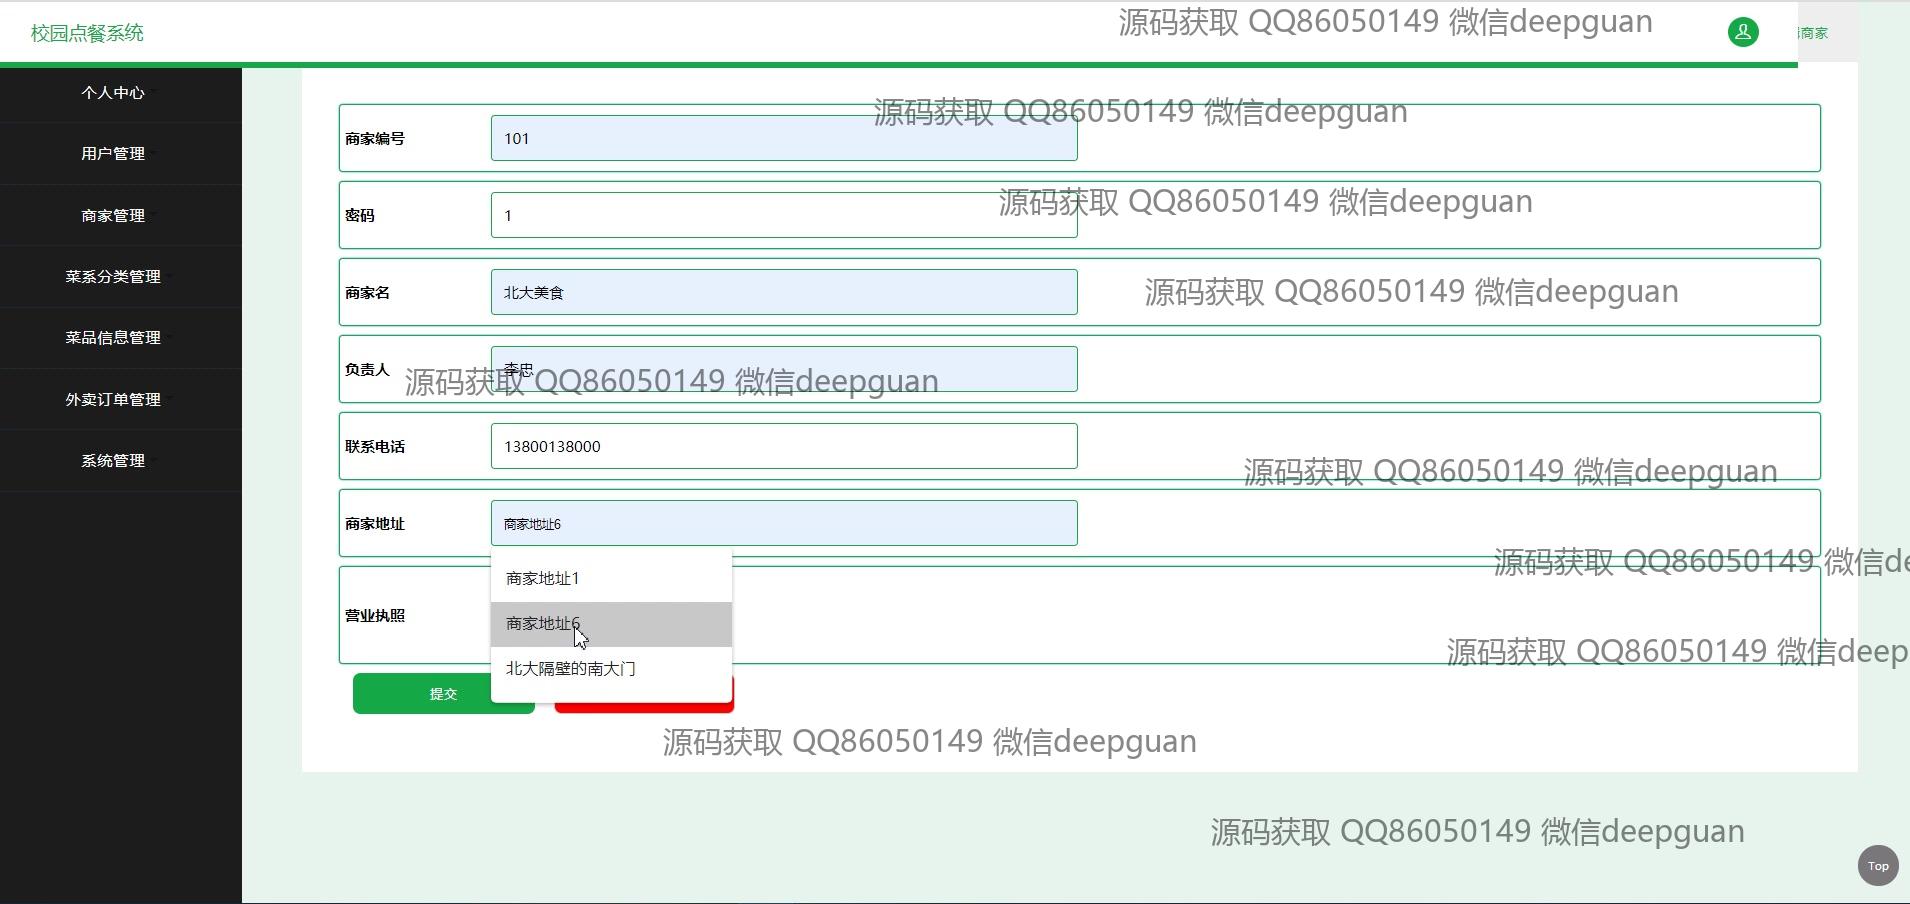 校园点餐系统
源码获取 QQ86050149 微信deepguan
商家
个人中心
用户管理
商家管理
菜系分类管理
菜品信息管理
外卖订单管理
系统管理
源码获取 QQ86050149 微信deepguan
商家编号 101
源码获取 QQ86050149 微信deepguan
密码 1
商家名 北大美食
源码获取 QQ86050149 微信deepguan
负责人 李忠
源码获取 QQ86050149 微信deepguan
联系电话 13800138000
源码获取 QQ86050149 微信deepguan
商家地址 商家地址6
源码获取 QQ86050149 微信de
商家地址1
营业执照
商家地址6
源码获取 QQ86050149 微信deep
北大隔壁的南大门
提交
源码获取 QQ86050149 微信deepguan
源码获取 QQ86050149 微信deepguan
Top